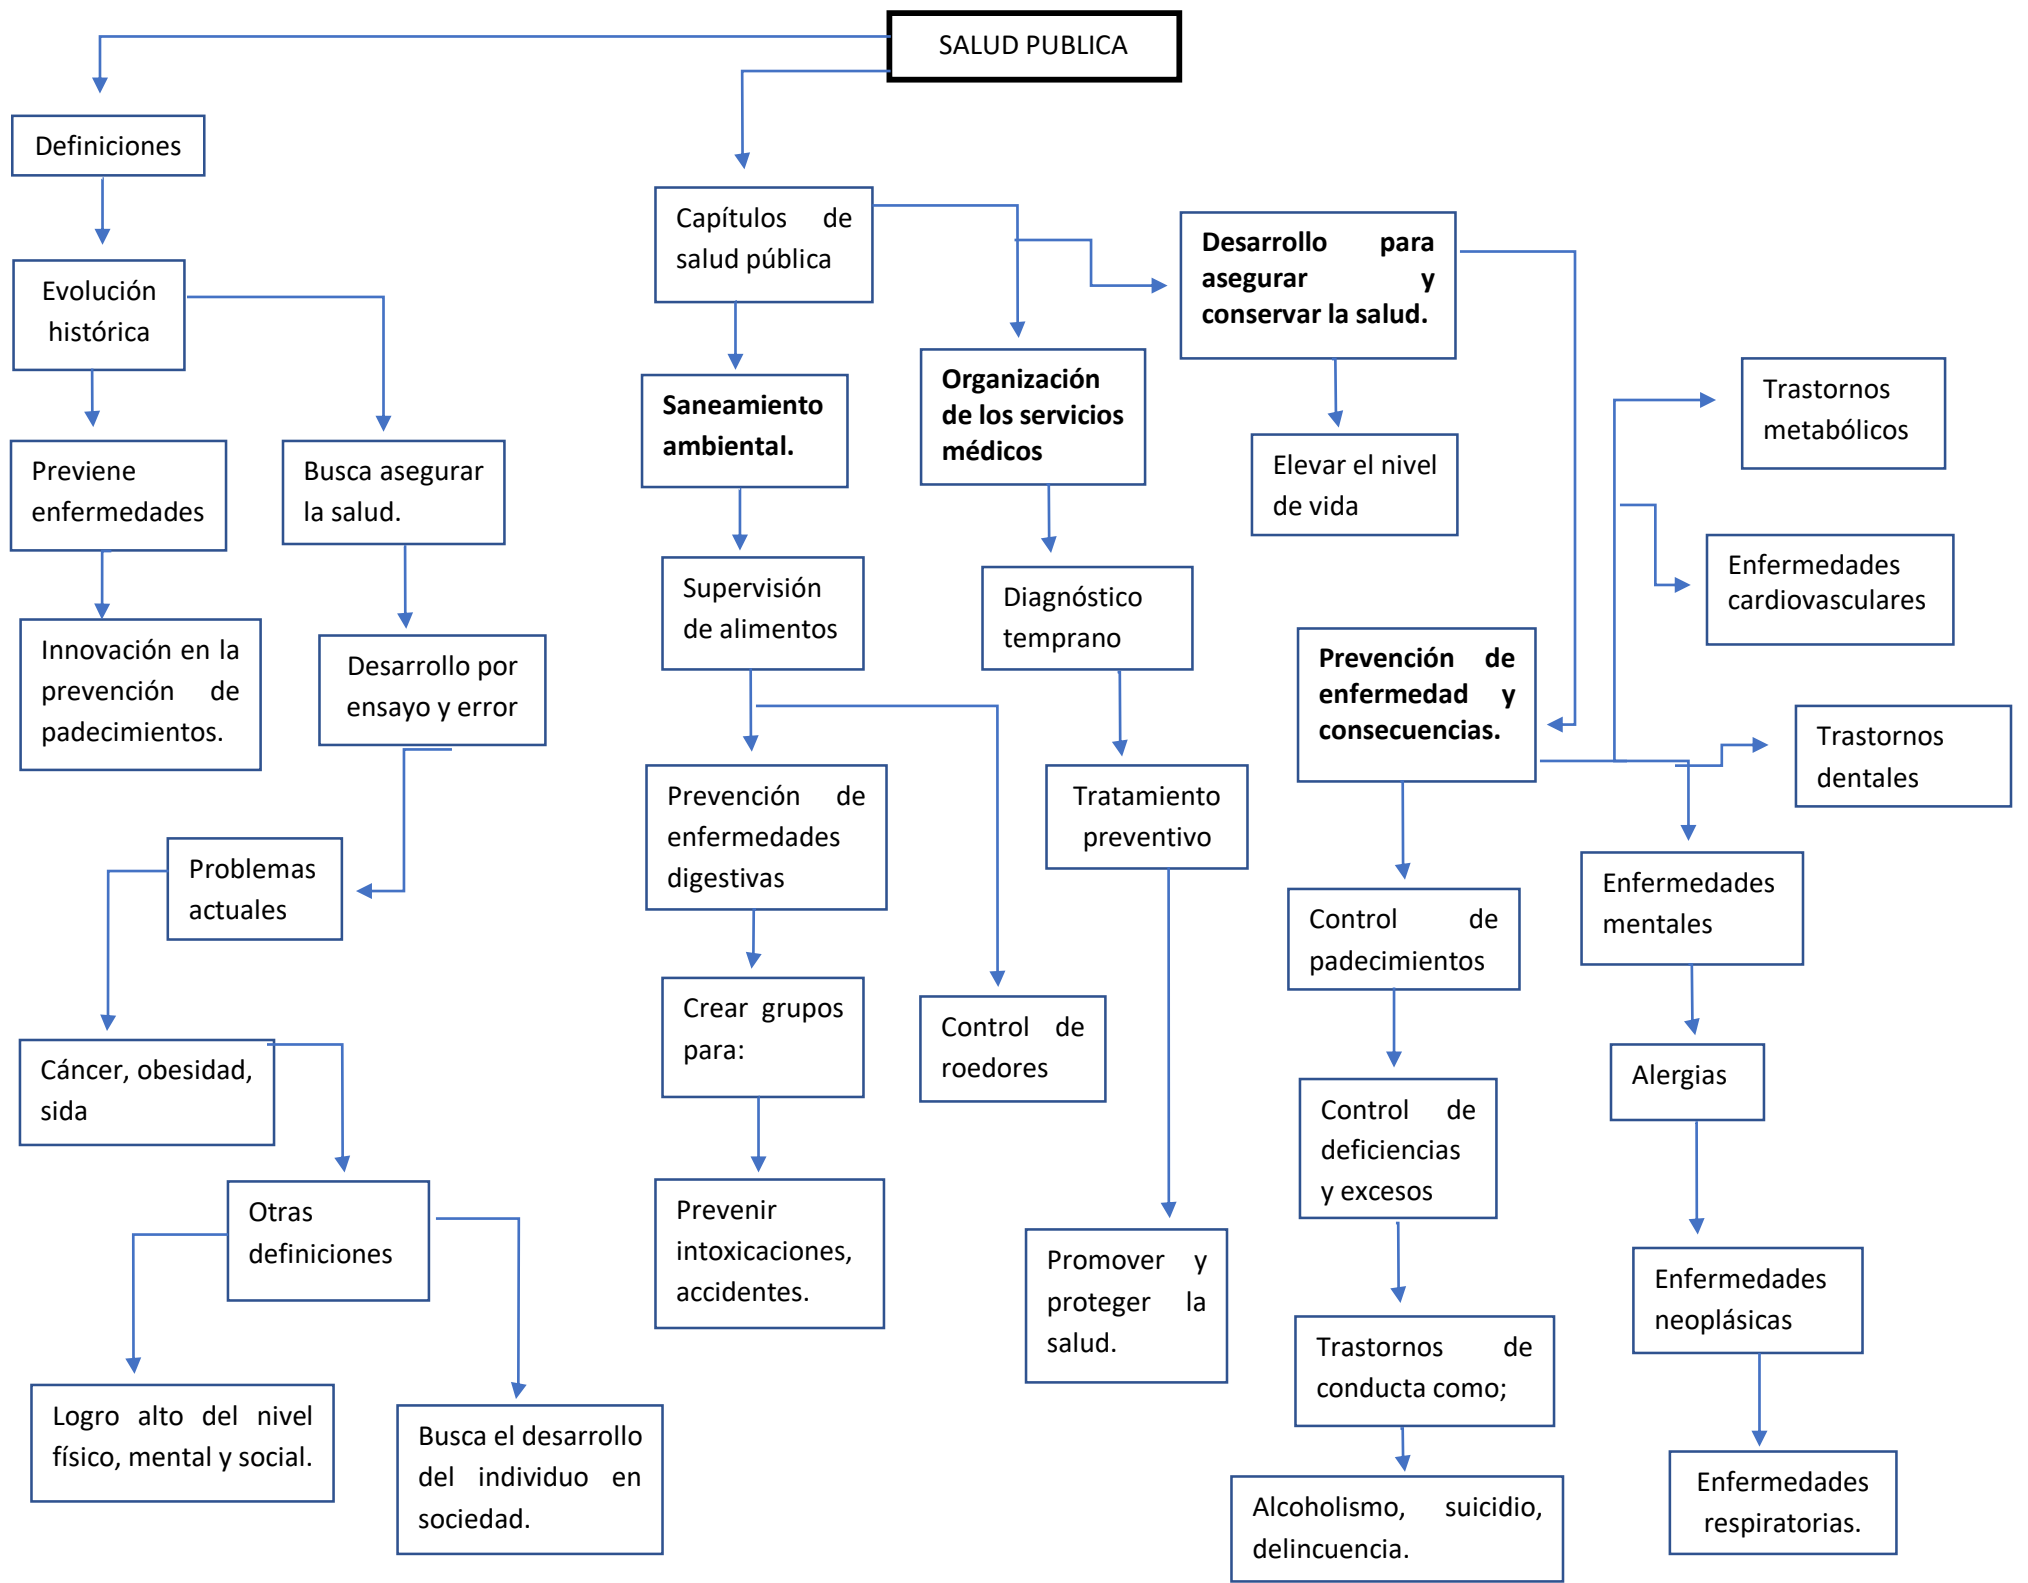 SALUD PUBLICA
Definiciones
Evolución
histórica
Previene
enfermedades
Busca asegurar
la salud.
Innovación en la
prevención de
padecimientos.
Desarrollo por
ensayo y error
Problemas
actuales
Cáncer, obesidad,
sida
Otras
definiciones
Logro alto del nivel
físico, mental y social.
Busca el desarrollo
del individuo en
sociedad.
Capítulos de
salud pública
Saneamiento
ambiental.
Supervisión
de alimentos
Prevención de
enfermedades
digestivas
Crear grupos
para:
Prevenir
intoxicaciones,
accidentes.
Control de
roedores
Organización
de los servicios
médicos
Diagnóstico
temprano
Tratamiento
preventivo
Promover y
proteger la
salud.
Desarrollo para
asegurar y
conservar la salud.
Elevar el nivel
de vida
Prevención de
enfermedad y
consecuencias.
Control de
padecimientos
Control de
deficiencias
y excesos
Trastornos de
conducta como;
Alcoholismo, suicidio,
delincuencia.
Trastornos
metabólicos
Enfermedades
cardiovasculares
Trastornos
dentales
Enfermedades
mentales
Alergias
Enfermedades
neoplásicas
Enfermedades
respiratorias.